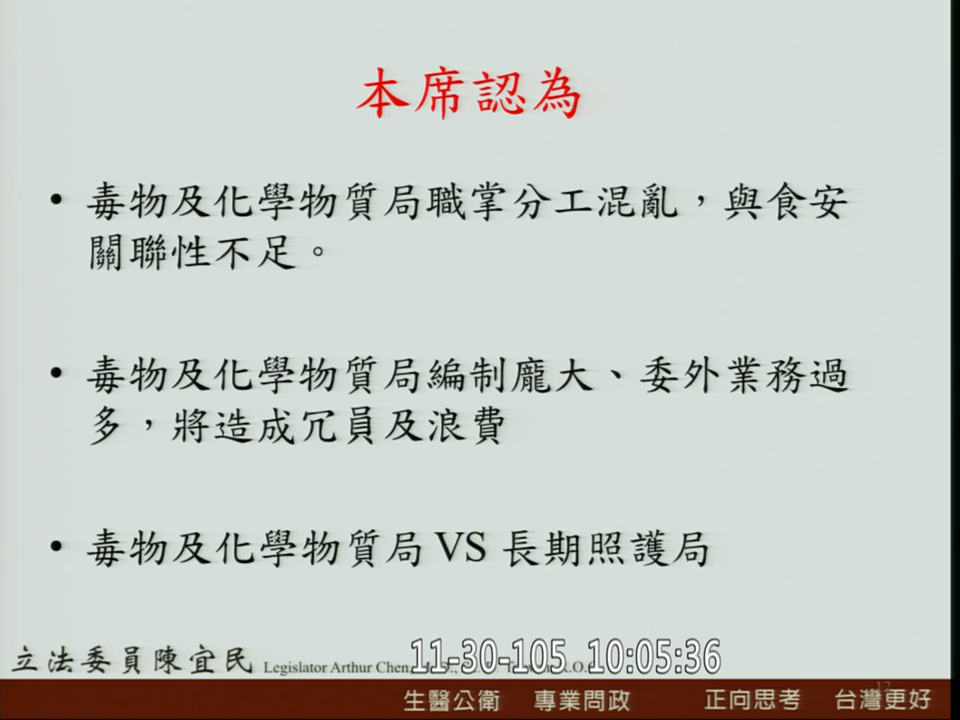 本席認為
• 毒物及化學物質局職掌分工混亂,與食安
關聯性不足。
• 毒物及化學物質局編制龐大、委外業務過
多,將造成冗員及浪費
• 毒物及化學物質局 VS 長期照護局
立法委員陳宜民 Legislator Arthur Chen
11-30-105 10:05:36
生醫公衛 專業問政 正向思考 台灣更好